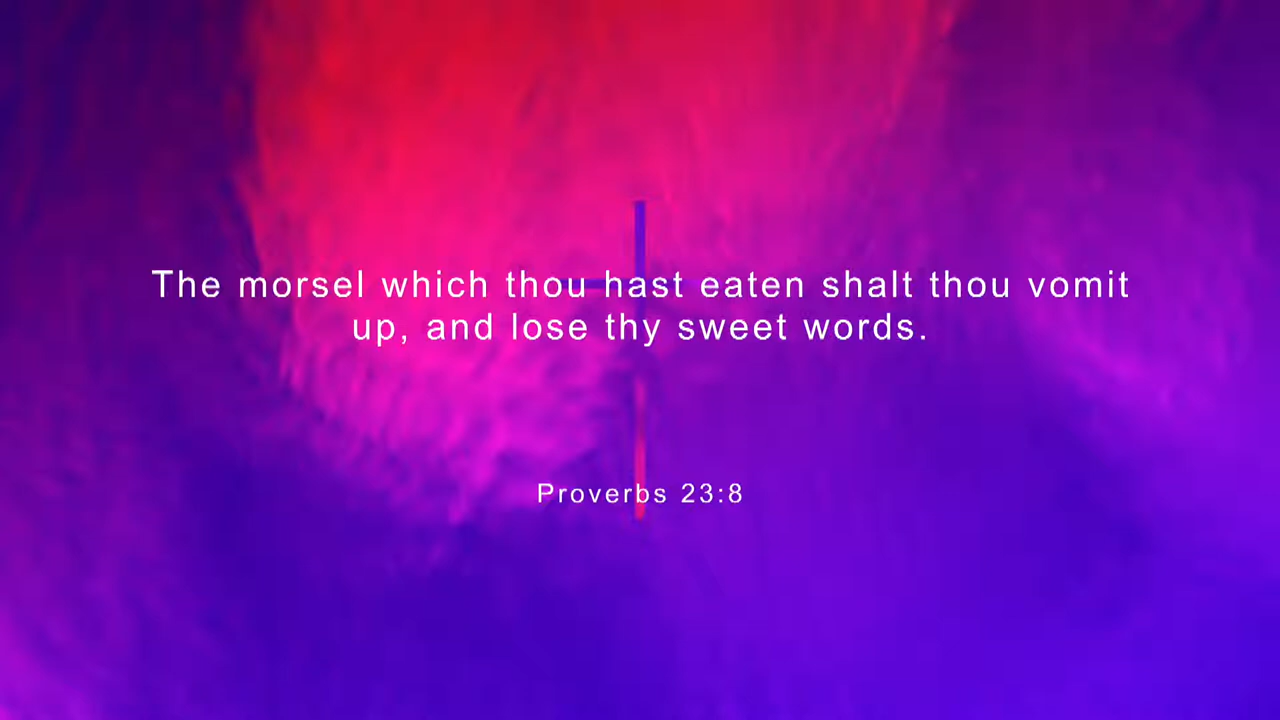 The morsel which thou hast eaten shalt thou vomit
up, and lose thy sweet words.
Proverbs 23:8